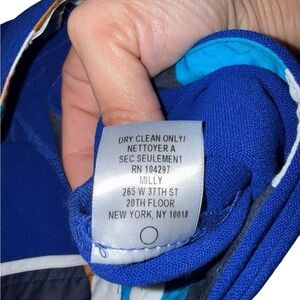 DRY CLEAN ONLY/
NETTOYER A
SEC SEULEMENT
RN 104297
MILLY
265 W 37TH ST
20TH FLOOR
NEW YORK, NY 10018